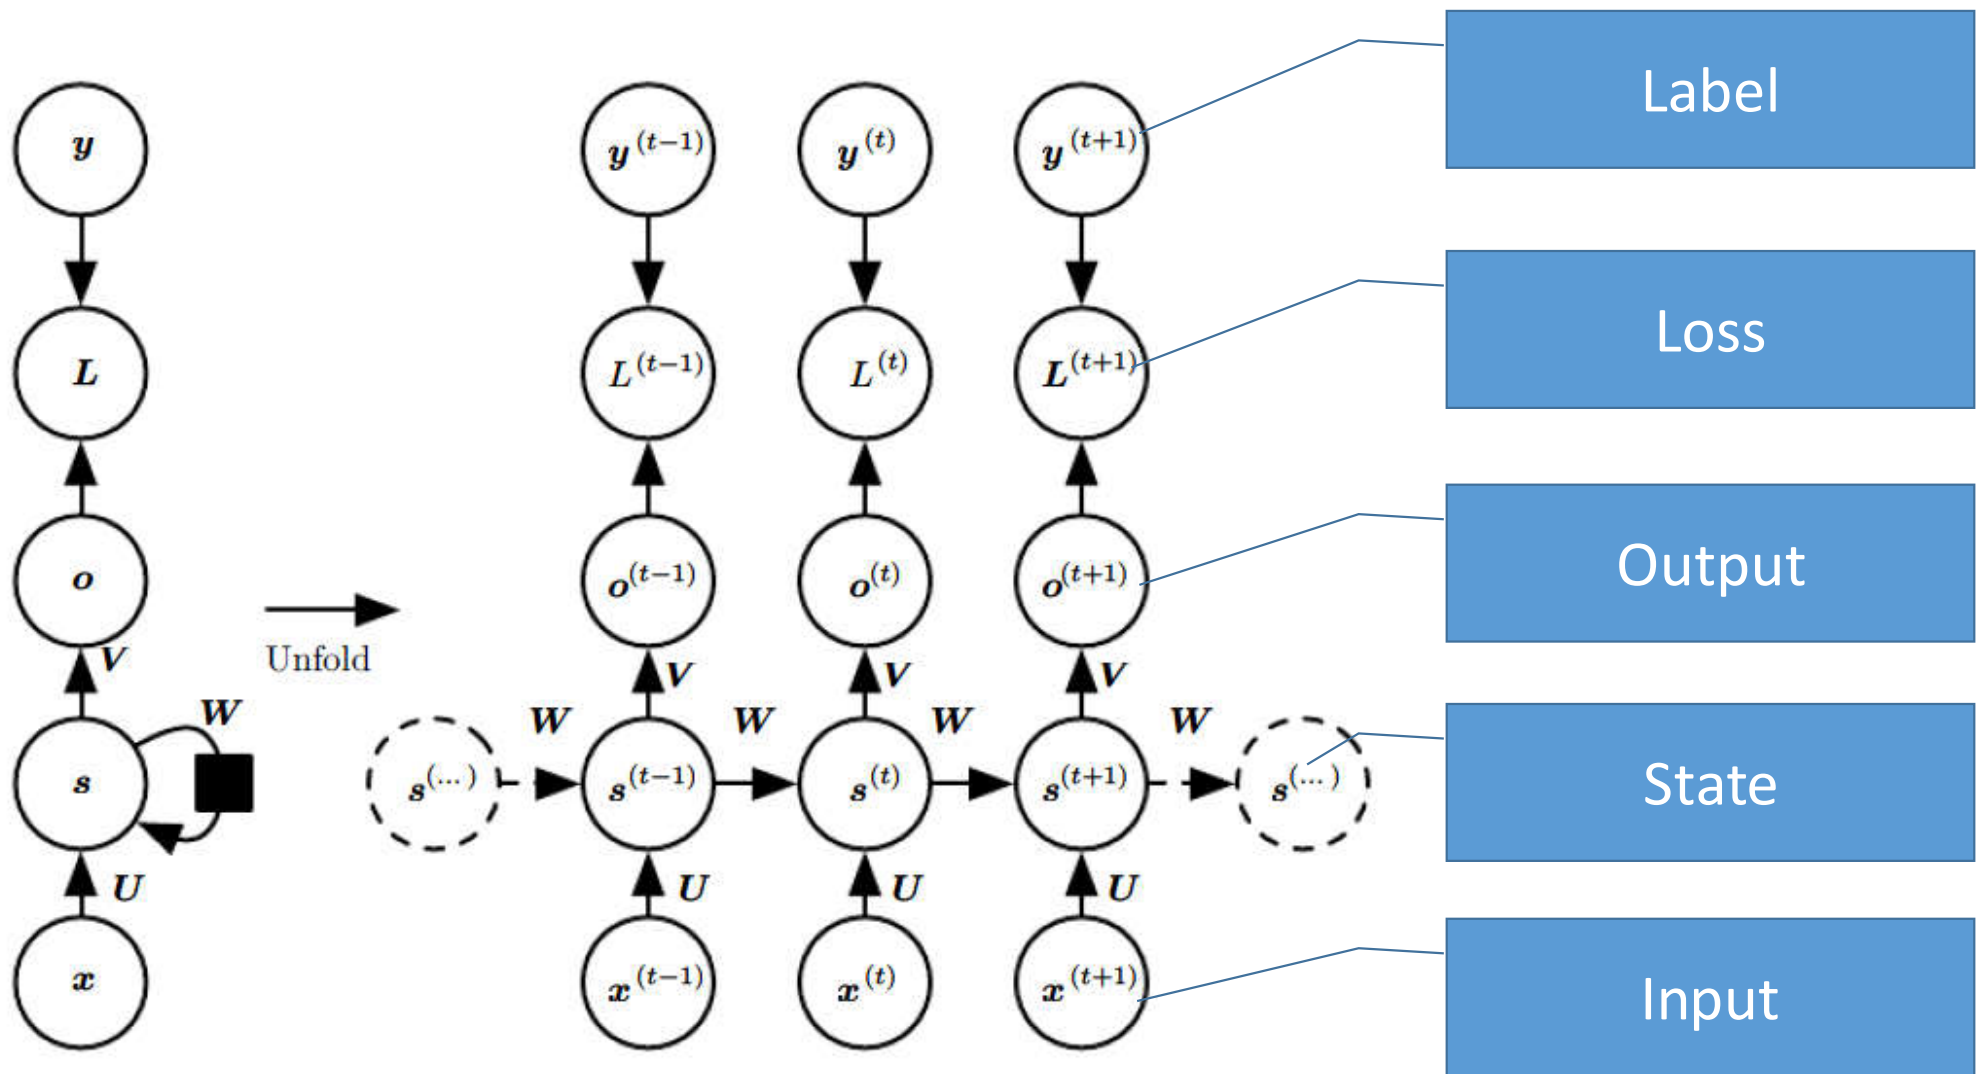 y
y^(t−1)
y^(t)
y^(t+1)
Label
L
L^(t−1)
L^(t)
L^(t+1)
Loss
o
o^(t−1)
o^(t)
o^(t+1)
Output
Unfold
V
V
V
V
W
W
W
W
W
s
s^(...)
s^(t−1)
s^(t)
s^(t+1)
s^(...)
State
U
U
U
U
x
x^(t−1)
x^(t)
x^(t+1)
Input